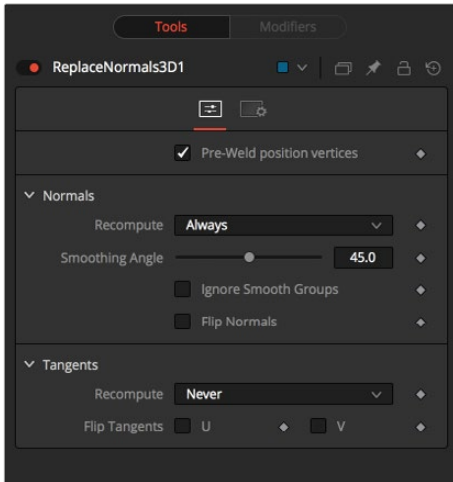 Tools Modifiers
ReplaceNormals3D1
Pre-Weld position vertices
Normals
Recompute Always
Smoothing Angle 45.0
Ignore Smooth Groups
Flip Normals
Tangents
Recompute Never
Flip Tangents U V